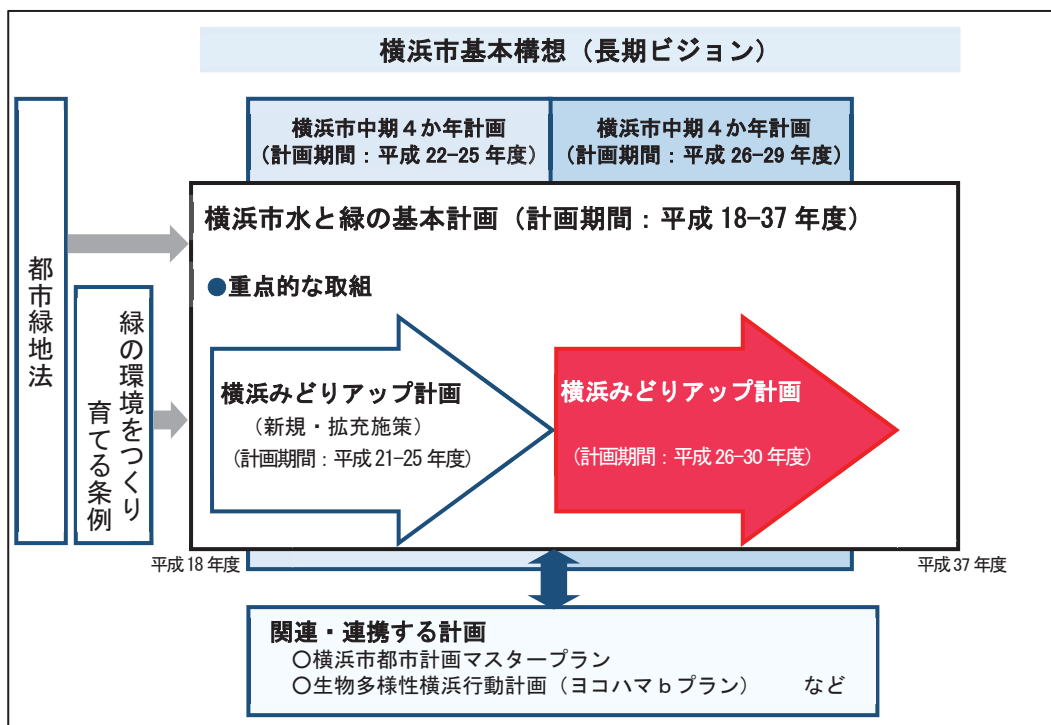 横浜市基本構想（長期ビジョン）
横浜市中期４か年計画
（計画期間：平成 22-25 年度）
横浜市中期４か年計画
（計画期間：平成 26-29 年度）
都市緑地法
緑の環境をつくり
育てる条例
横浜市水と緑の基本計画（計画期間：平成 18-37 年度）
●重点的な取組
横浜みどりアップ計画
（新規・拡充施策）
（計画期間：平成 21-25 年度）
横浜みどりアップ計画
（計画期間：平成 26-30 年度）
平成 18 年度
平成 37 年度
関連・連携する計画
○横浜市都市計画マスタープラン
○生物多様性横浜行動計画（ヨコハマｂプラン）　など